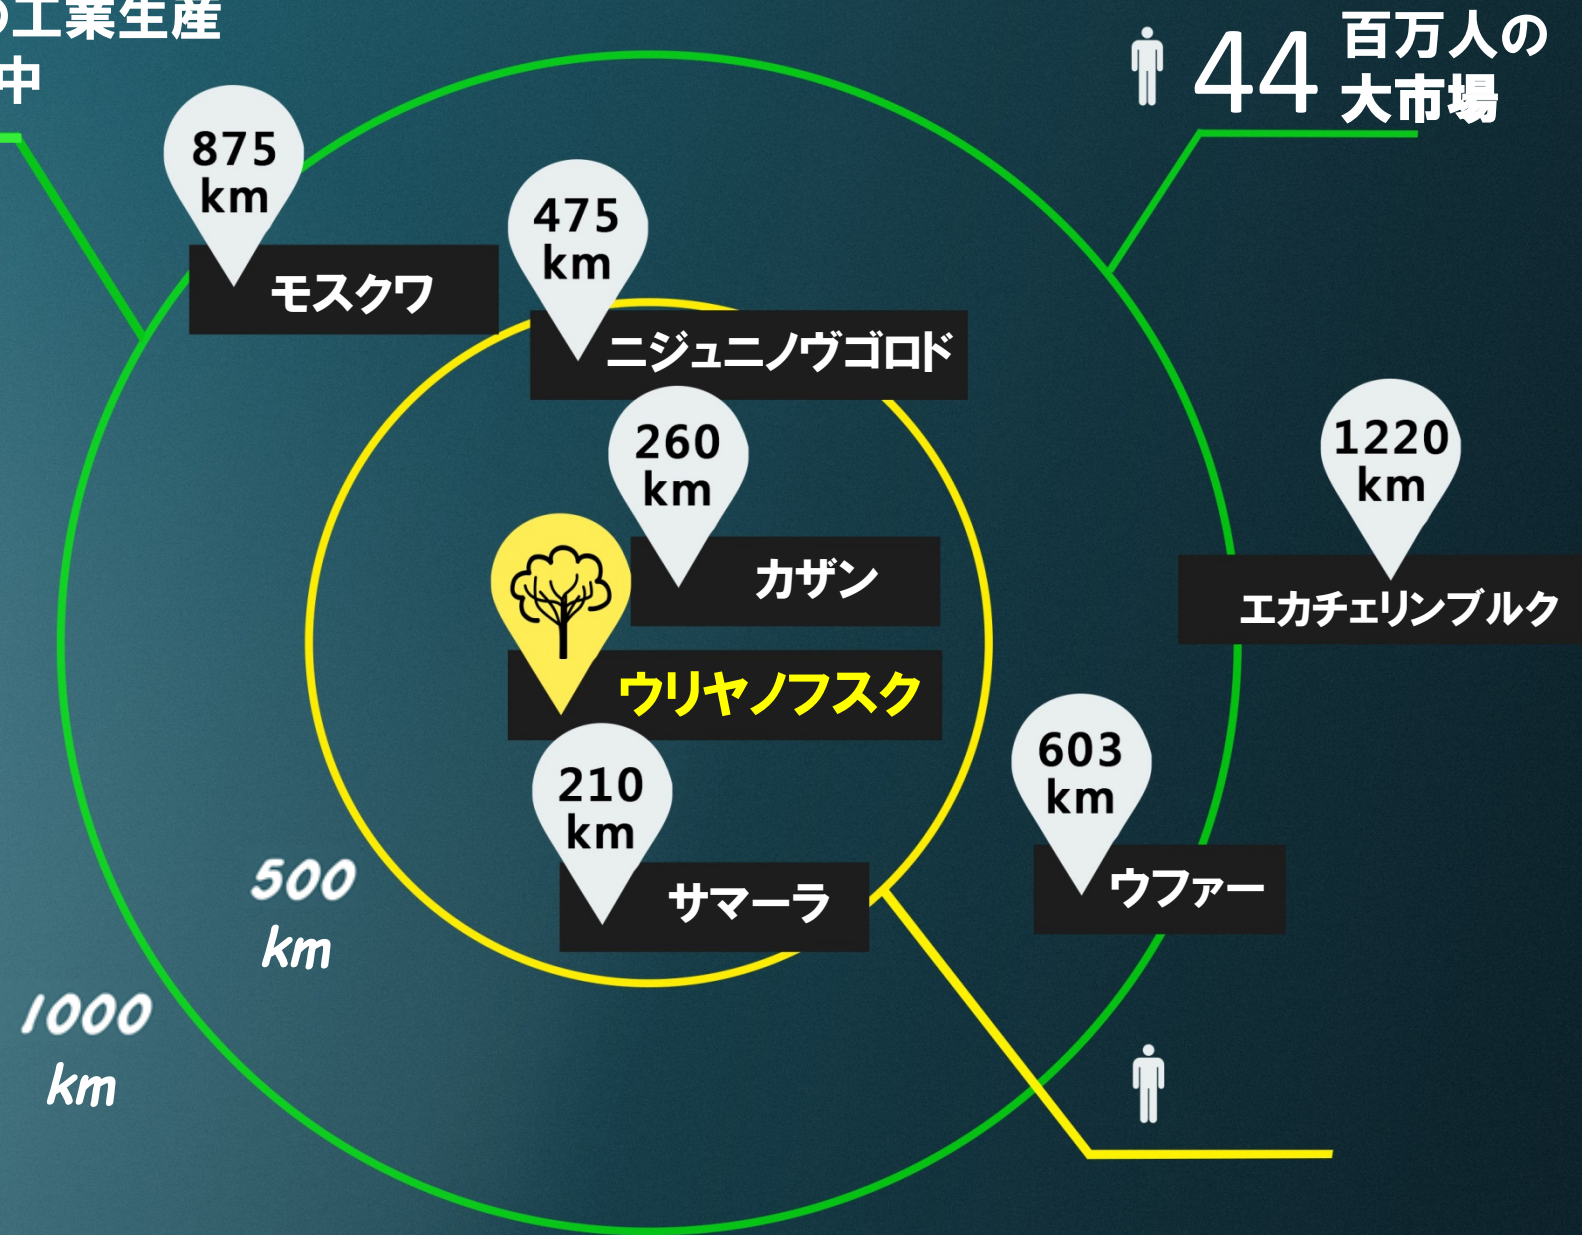 の工業生産
中
44
百万人の
大市場
875
km
モスクワ
475
km
ニジュニノヴゴロド
260
km
カザン
1220
km
エカチェリンブルク
ウリヤノフスク
603
km
ウファー
210
km
サマーラ
500
km
1000
km